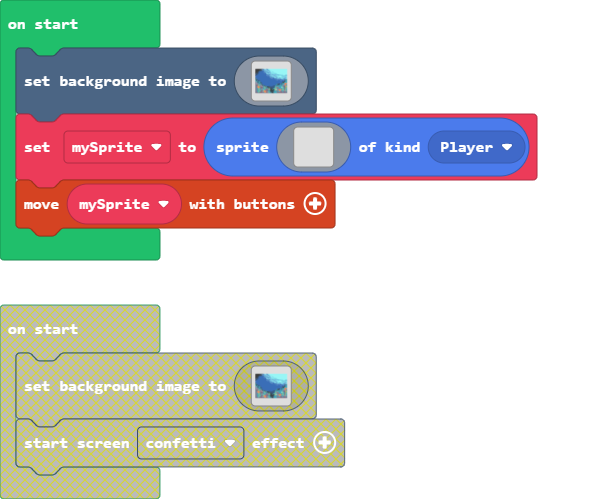 on start
set background image to
set mySprite to sprite of kind Player
move mySprite with buttons
on start
set background image to
start screen confetti effect